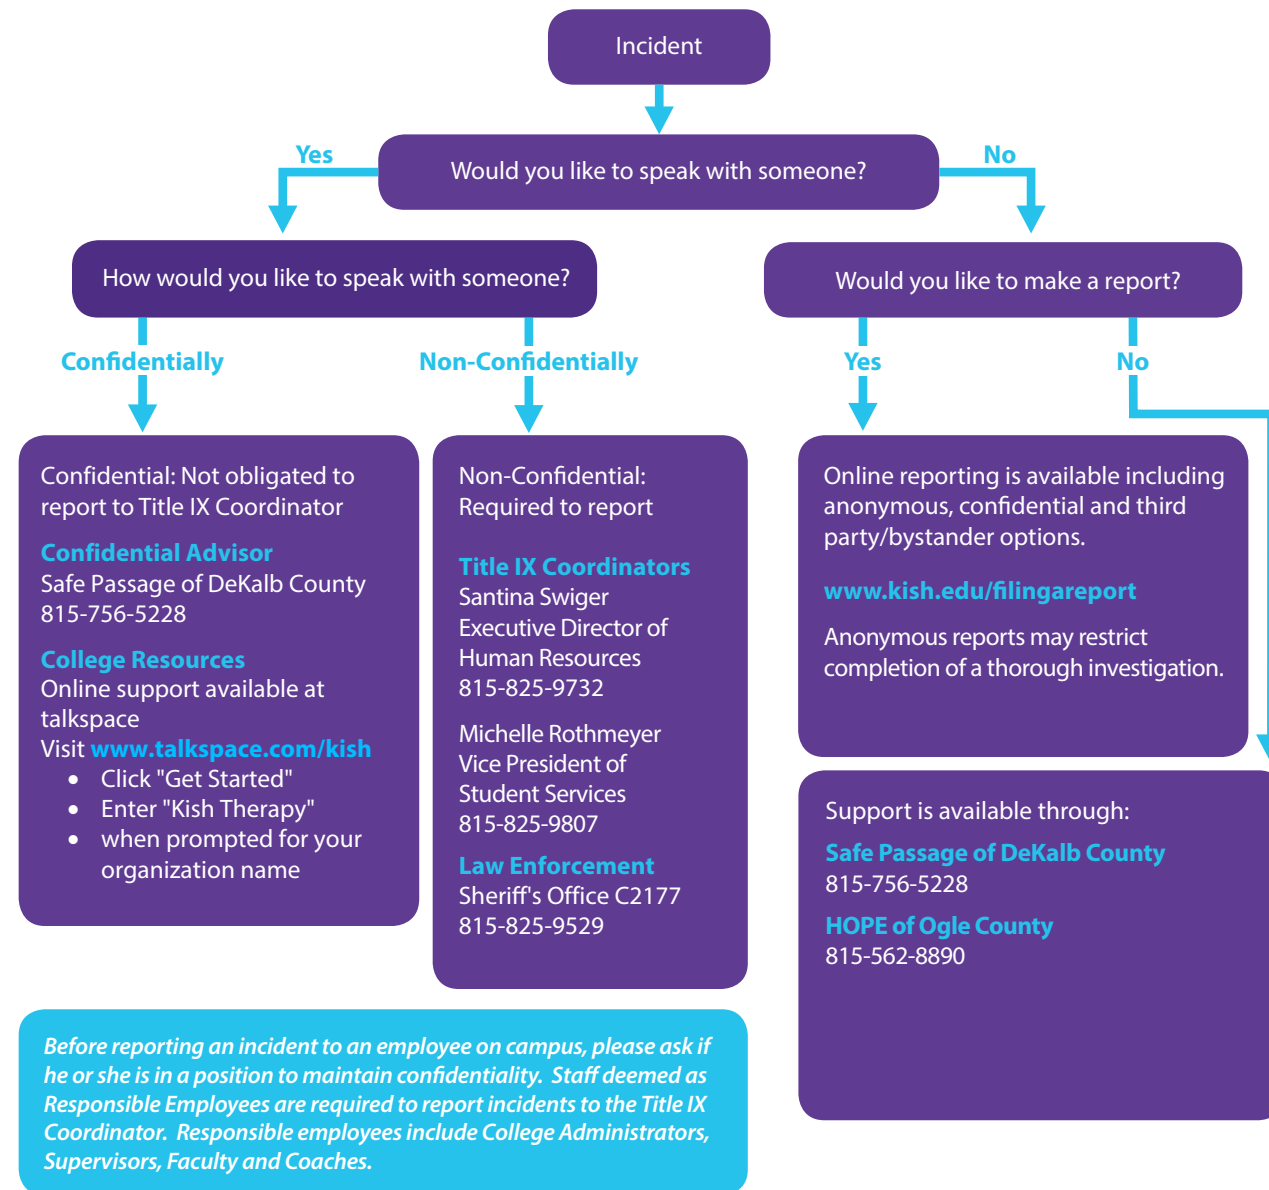 Incident
Yes
Would you like to speak with someone?
No
How would you like to speak with someone?
Would you like to make a report?
Confidentially
Non-Confidentially
Yes
No
Confidential: Not obligated to
report to Title IX Coordinator
Confidential Advisor
Safe Passage of DeKalb County
815-756-5228
College Resources
Online support available at
talkspace
Visit www.talkspace.com/kish
• Click "Get Started"
• Enter "Kish Therapy"
• when prompted for your
organization name
Non-Confidential:
Required to report
Title IX Coordinators
Santina Swiger
Executive Director of
Human Resources
815-825-9732
Michelle Rothmeyer
Vice President of
Student Services
815-825-9807
Law Enforcement
Sheriff's Office C2177
815-825-9529
Online reporting is available including
anonymous, confidential and third
party/bystander options.
www.kish.edu/filingareport
Anonymous reports may restrict
completion of a thorough investigation.
Support is available through:
Safe Passage of DeKalb County
815-756-5228
HOPE of Ogle County
815-562-8890
Before reporting an incident to an employee on campus, please ask if
he or she is in a position to maintain confidentiality. Staff deemed as
Responsible Employees are required to report incidents to the Title IX
Coordinator. Responsible employees include College Administrators,
Supervisors, Faculty and Coaches.